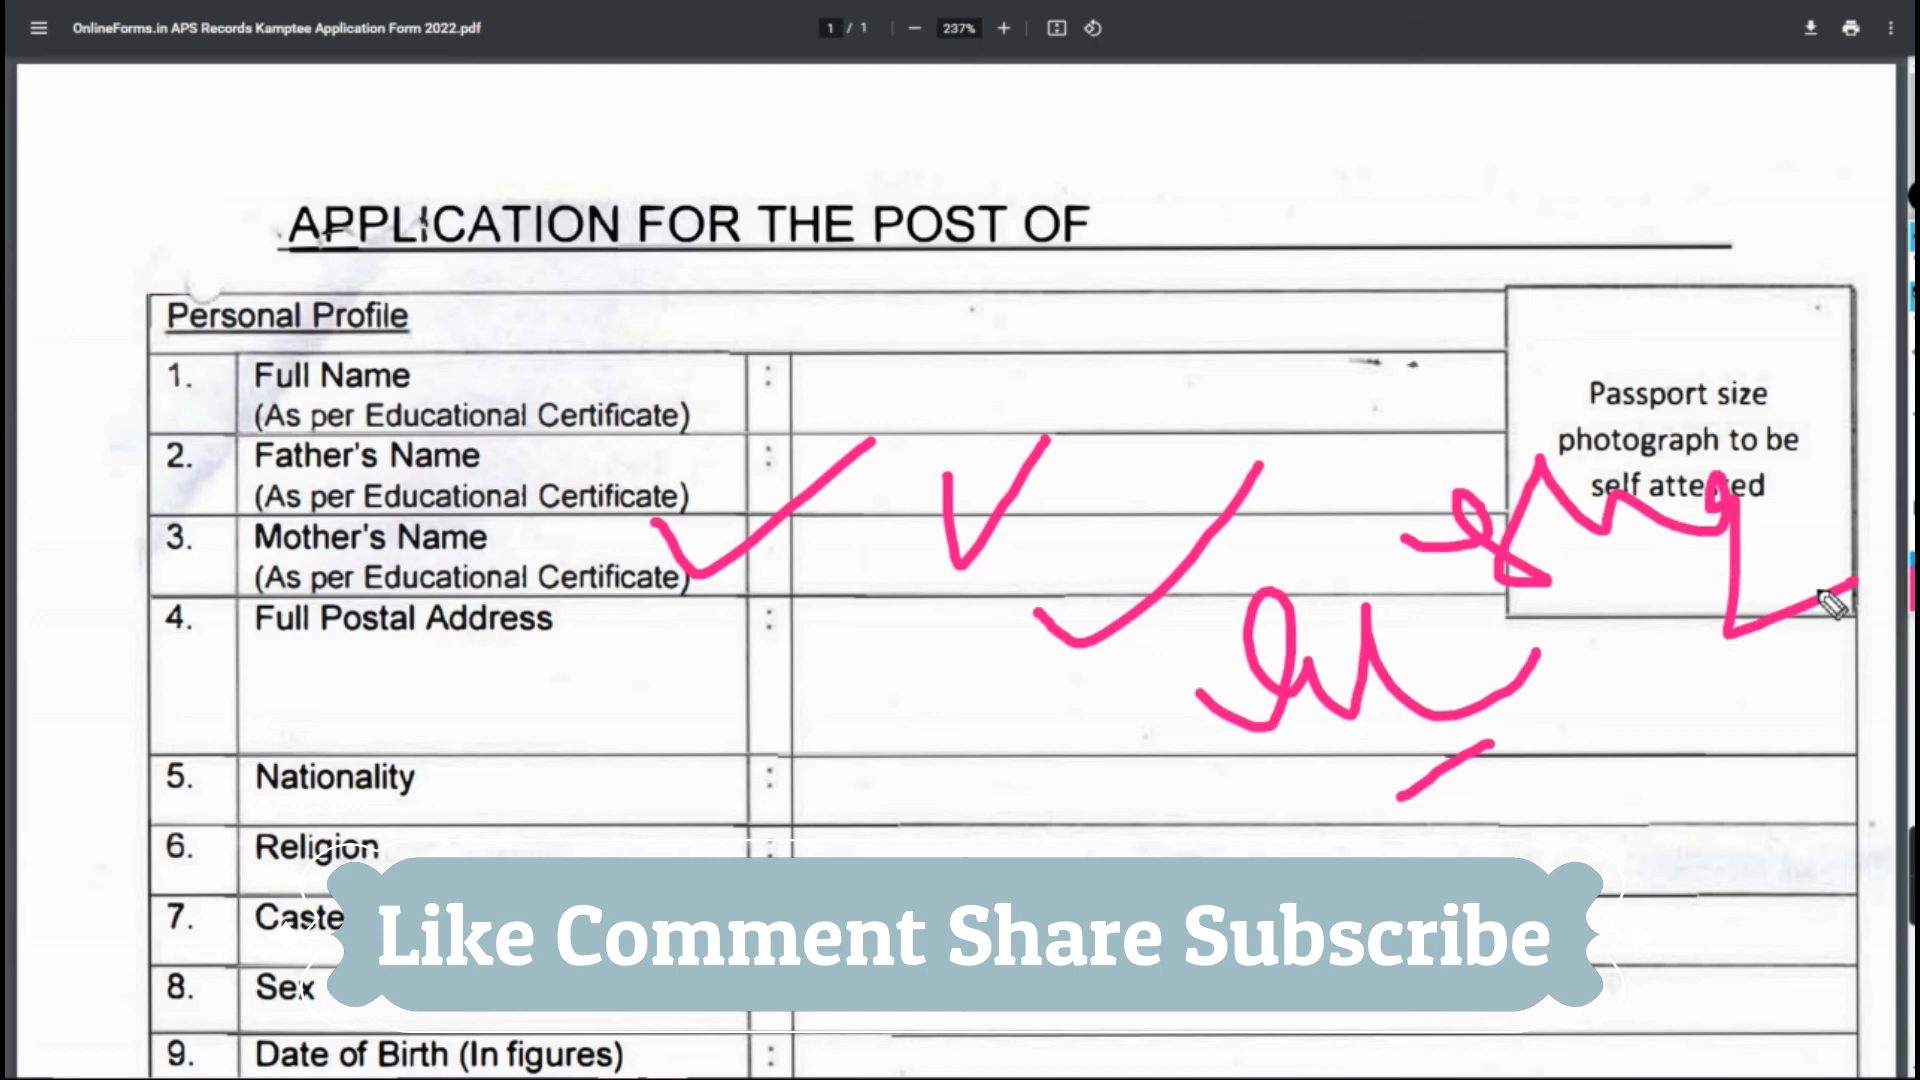 OnlineForms.in APS Records Kamptee Application Form 2022.pdf
1 / 1
237%
APPLICATION FOR THE POST OF
Personal Profile
1. Full Name :
(As per Educational Certificate)
2. Father's Name :
(As per Educational Certificate)
3. Mother's Name
(As per Educational Certificate)
Passport size
photograph to be
self attested
4. Full Postal Address :
5. Nationality :
6. Religion :
7. Caste
8. Sex
Like Comment Share Subscribe
9. Date of Birth (In figures) :